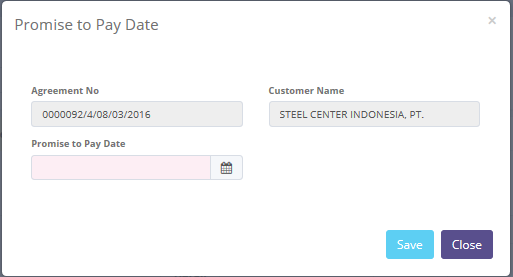 Promise to Pay Date
×
Agreement No
Customer Name
0000092/4/08/03/2016
STEEL CENTER INDONESIA, PT.
Promise to Pay Date
Save
Close